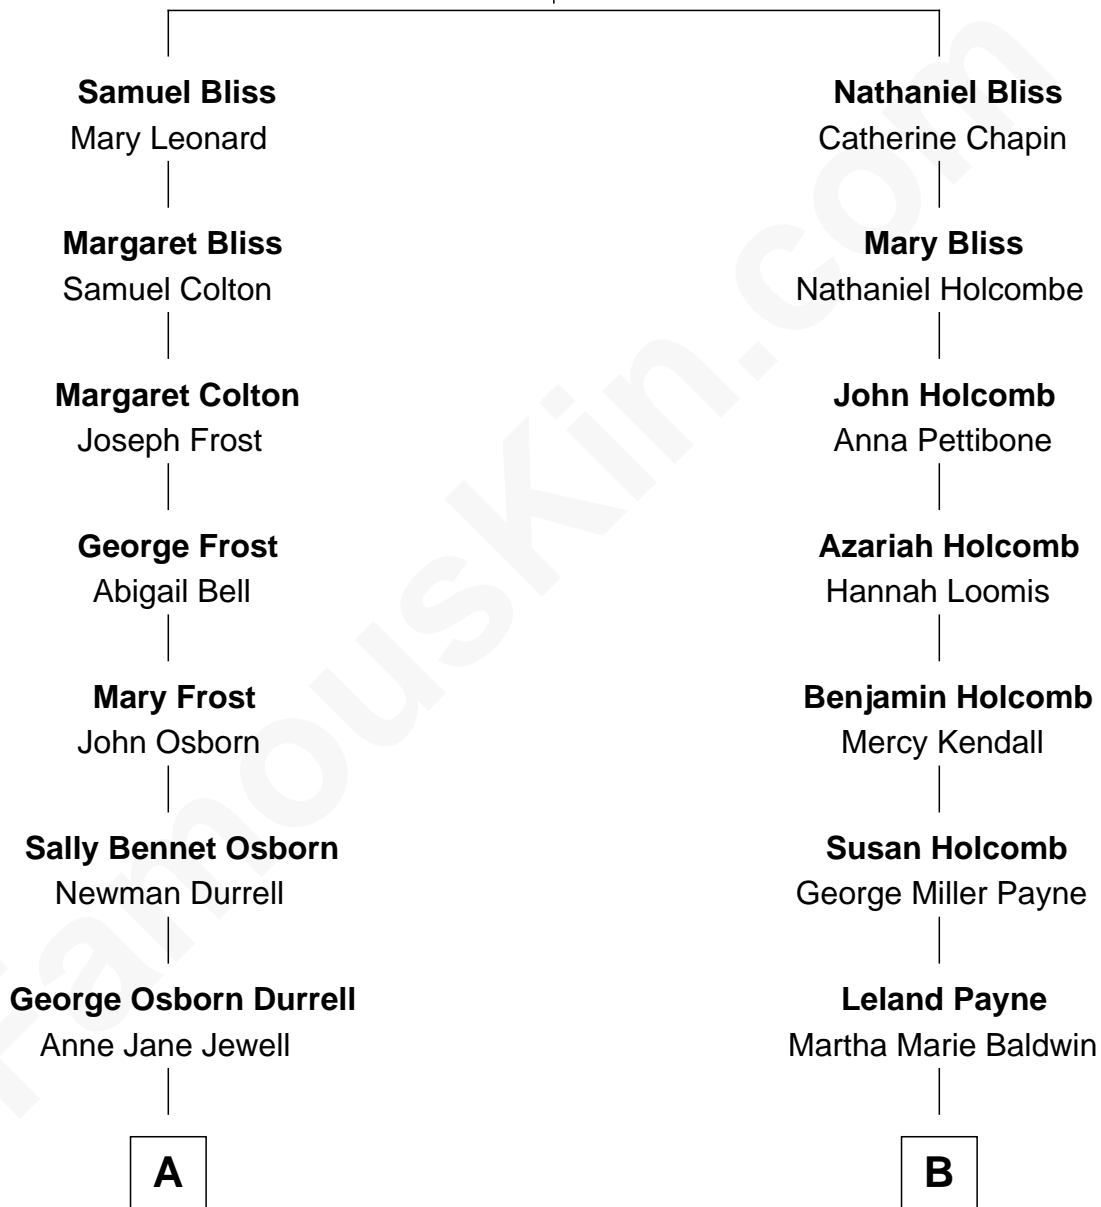 Samuel Bliss
Mary Leonard
Margaret Bliss
Samuel Colton
Margaret Colton
Joseph Frost
George Frost
Abigail Bell
Mary Frost
John Osborn
Sally Bennet Osborn
Newman Durrell
George Osborn Durrell
Anne Jane Jewell
A
Nathaniel Bliss
Catherine Chapin
Mary Bliss
Nathaniel Holcombe
John Holcomb
Anna Pettibone
Azariah Holcomb
Hannah Loomis
Benjamin Holcomb
Mercy Kendall
Susan Holcomb
George Miller Payne
Leland Payne
Martha Marie Baldwin
B
FamousKin.com